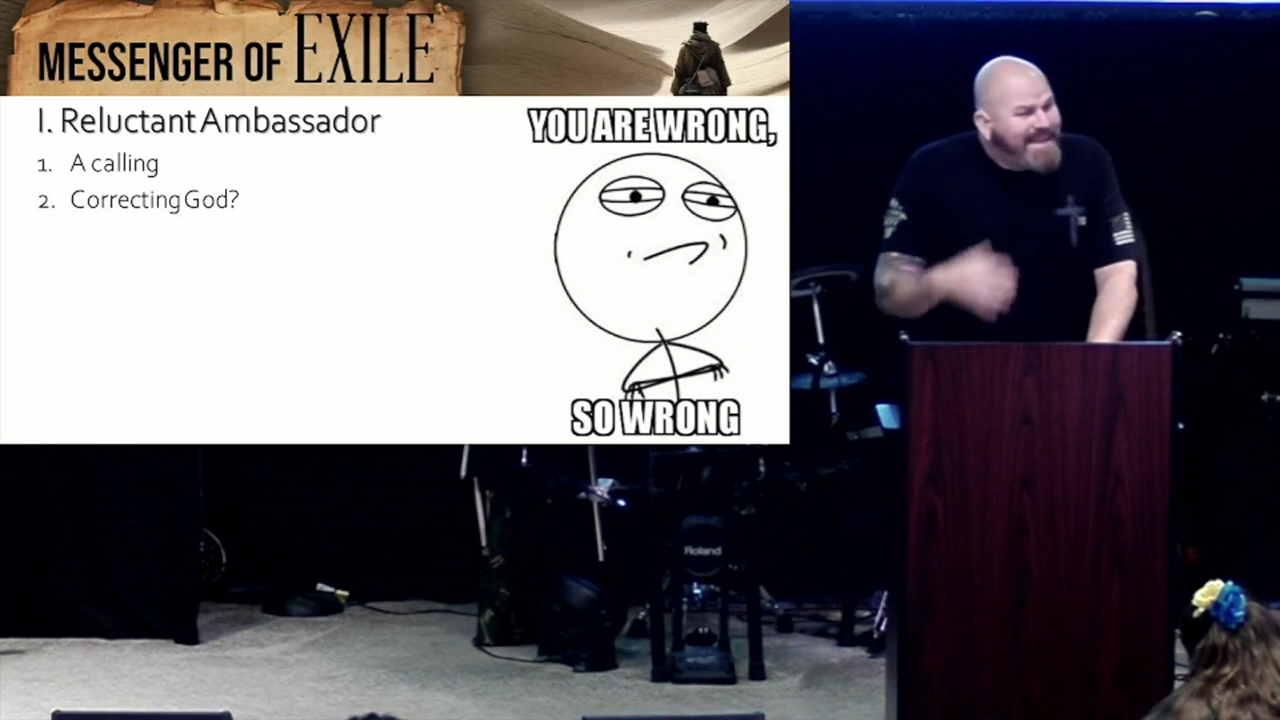 MESSENGER OF EXILE
I. Reluctant Ambassador
1. A calling
2. Correcting God?
YOU ARE WRONG,
SO WRONG
Roland